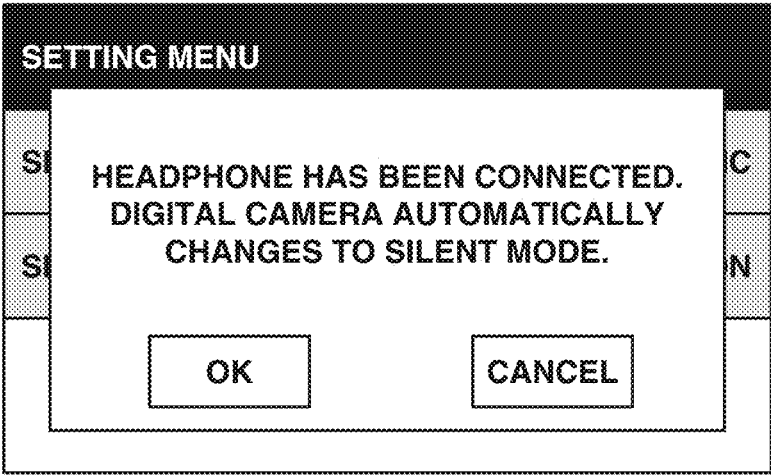 SETTING MENU
HEADPHONE HAS BEEN CONNECTED.
DIGITAL CAMERA AUTOMATICALLY
CHANGES TO SILENT MODE.
OK
CANCEL